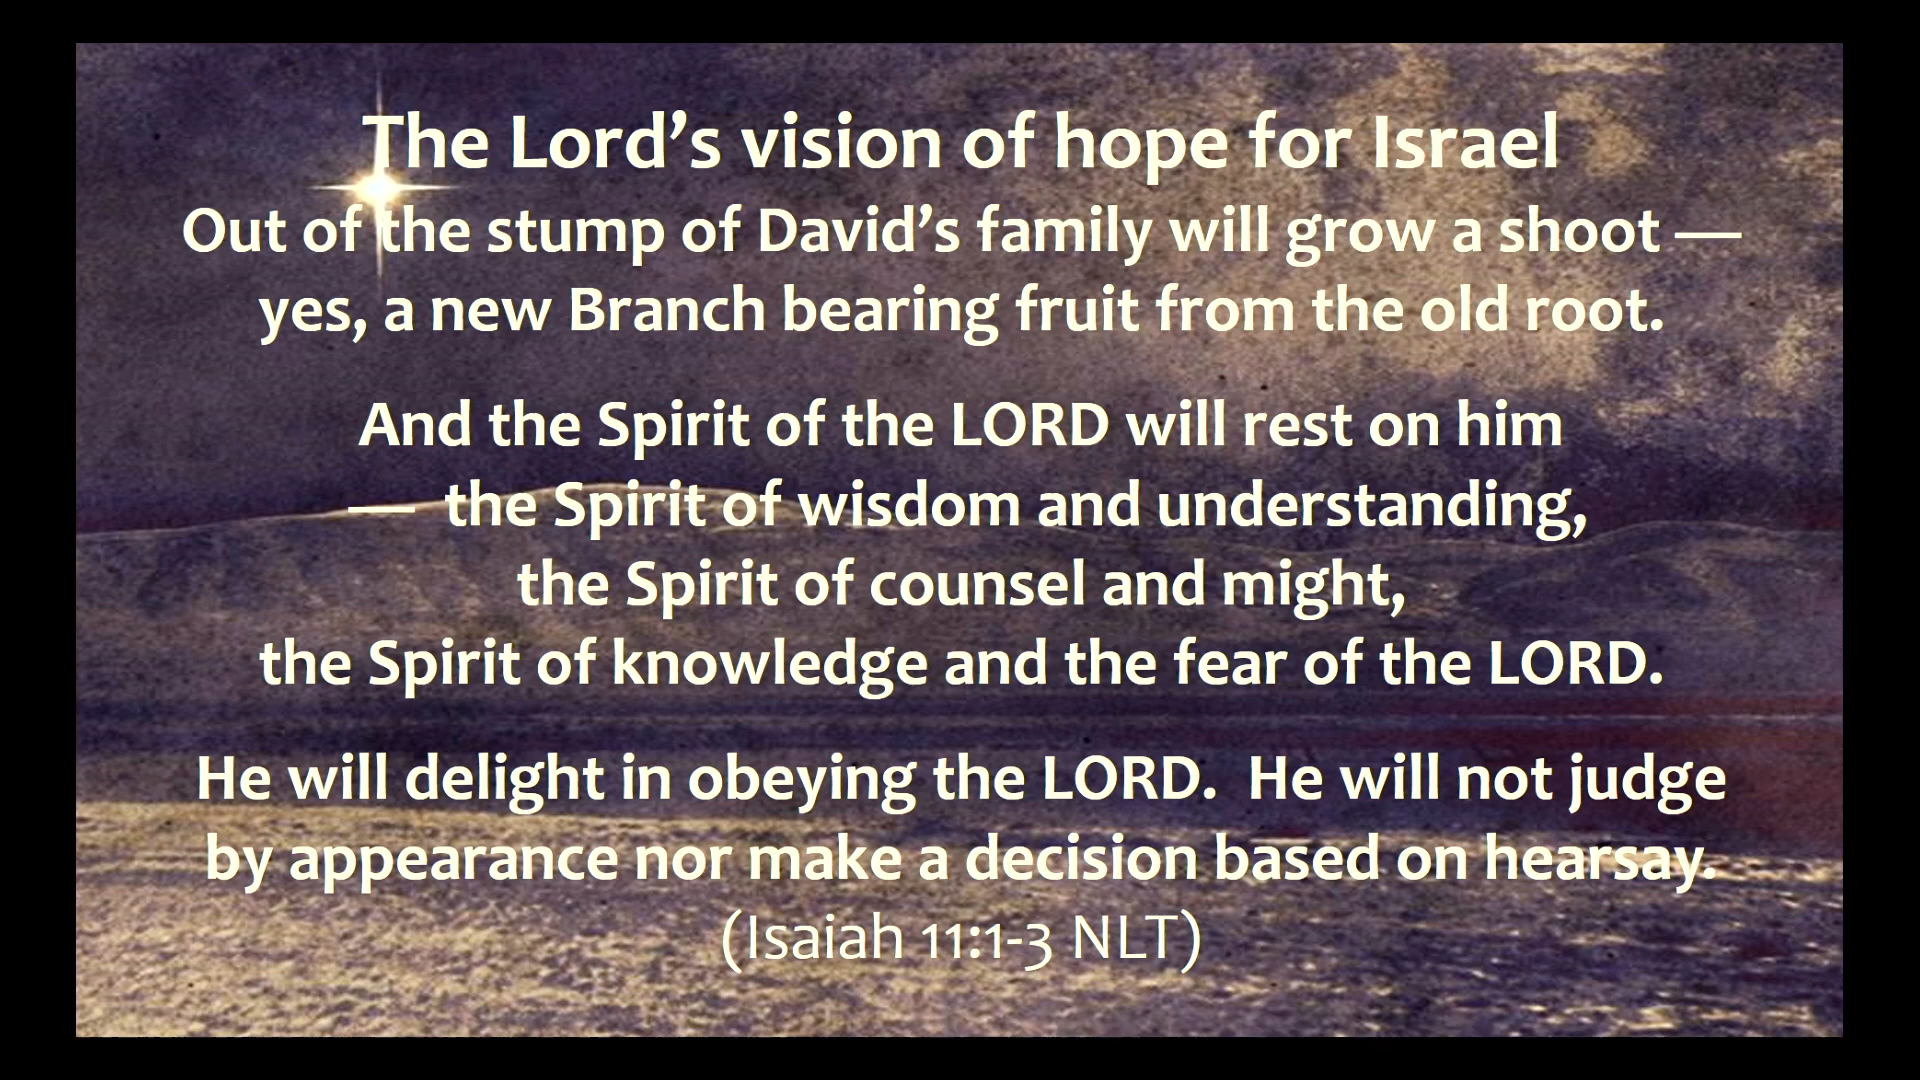 The Lord’s vision of hope for Israel
Out of the stump of David’s family will grow a shoot —
yes, a new Branch bearing fruit from the old root.
And the Spirit of the LORD will rest on him
— the Spirit of wisdom and understanding,
the Spirit of counsel and might,
the Spirit of knowledge and the fear of the LORD.
He will delight in obeying the LORD.  He will not judge
by appearance nor make a decision based on hearsay.
(Isaiah 11:1-3 NLT)